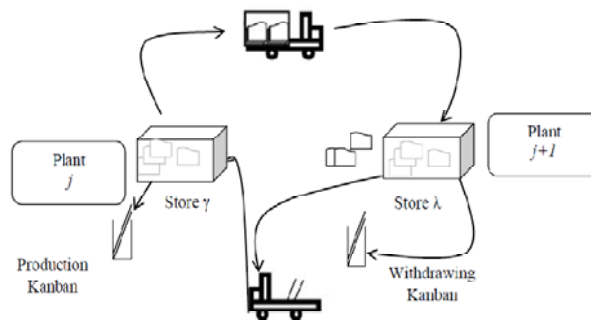 Plant
j
Store γ
Production
Kanban
Plant
j+1
Store λ
Withdrawing
Kanban